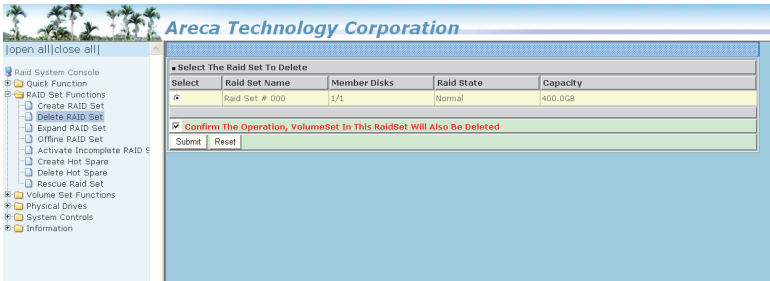 Areca Technology Corporation
|open all|close all|
Raid System Console
Quick Function
RAID Set Functions
Create RAID Set
Delete RAID Set
Expand RAID Set
Offline RAID Set
Activate Incomplete RAID S
Create Hot Spare
Delete Hot Spare
Rescue Raid Set
Volume Set Functions
Physical Drives
System Controls
Information
Select The Raid Set To Delete
Select Raid Set Name Member Disks Raid State Capacity
Raid Set # 000 1/1 Normal 400.0GB
Confirm The Operation, VolumeSet In This RaidSet Will Also Be Deleted
Submit Reset